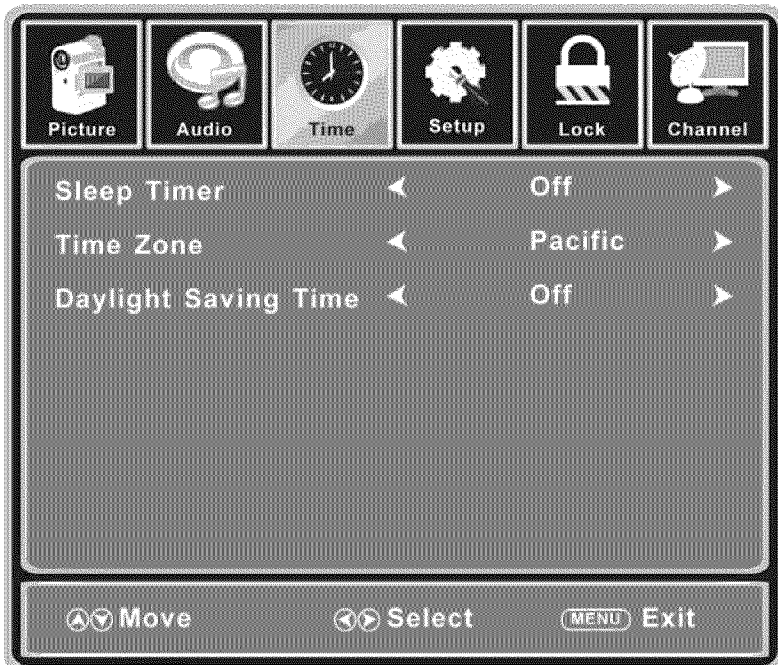 Picture Audio Time Setup Lock Channel
Sleep Timer Off
Time Zone Pacific
Daylight Saving Time Off
Move Select MENU Exit